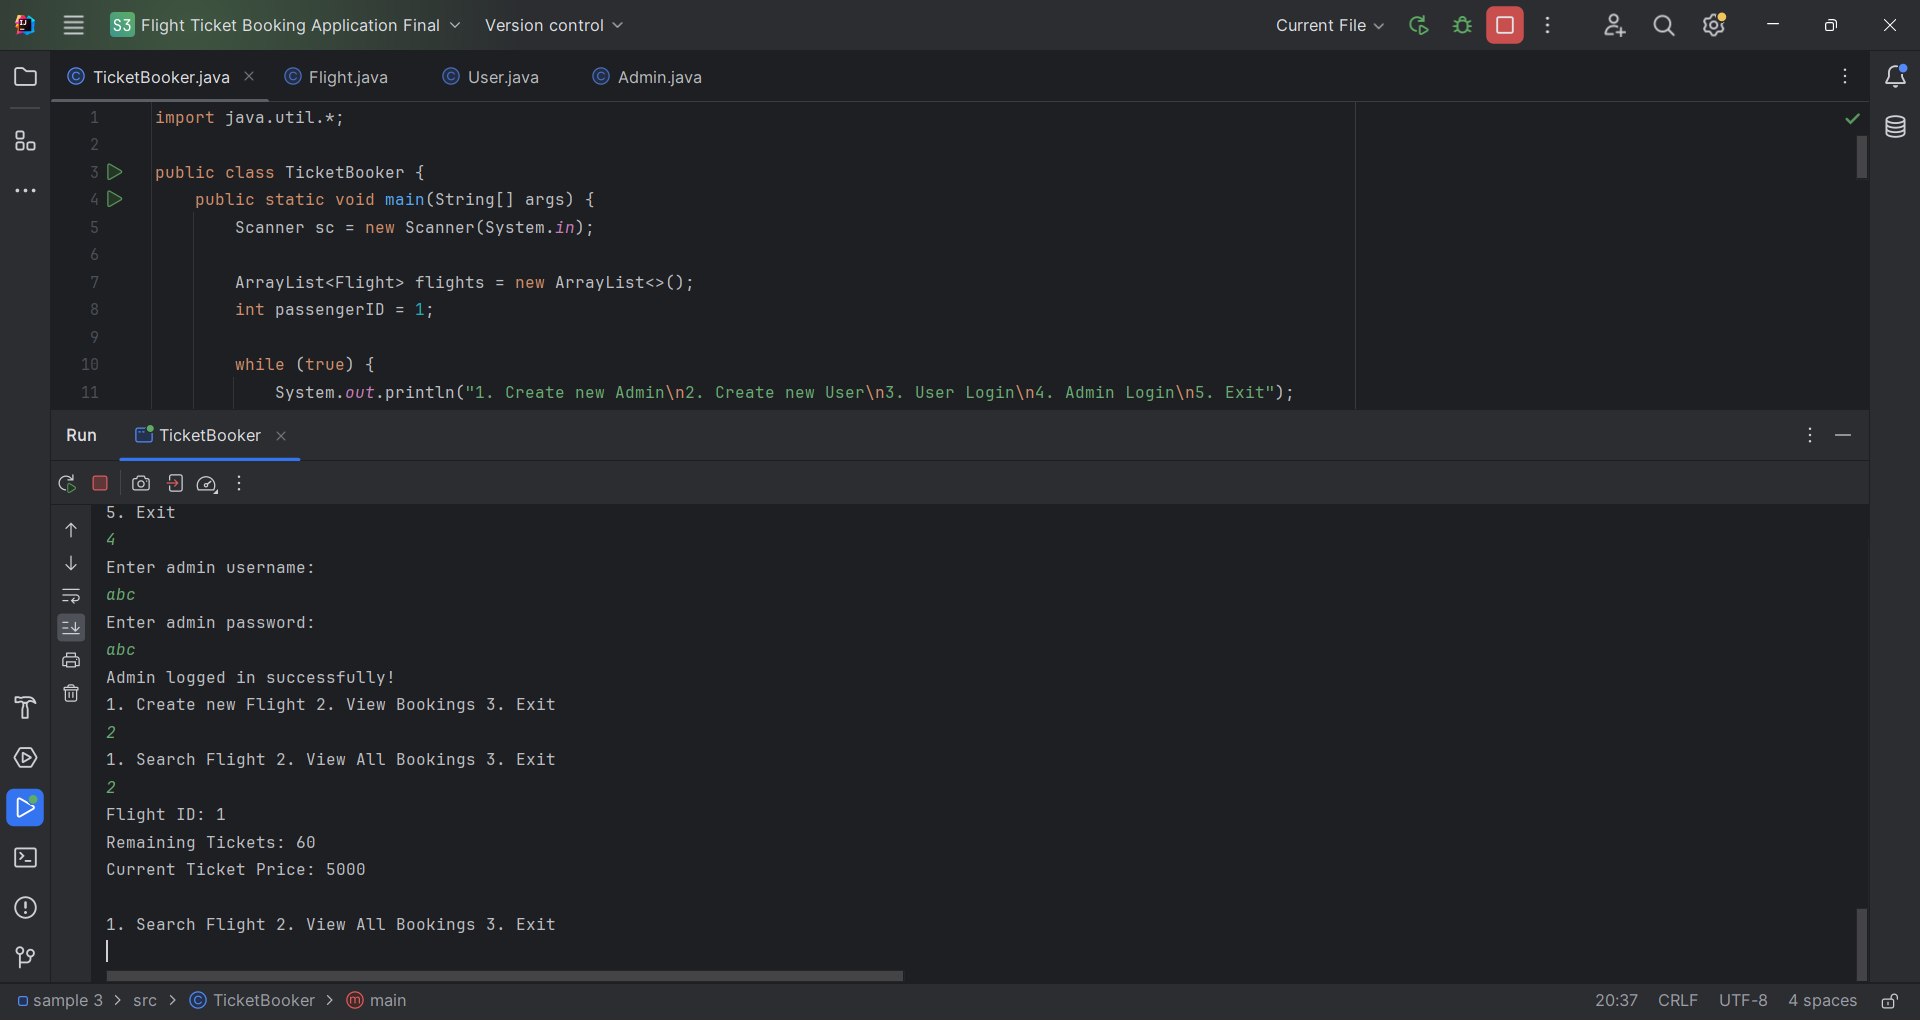 S3 Flight Ticket Booking Application Final Version control Current File
TicketBooker.java Flight.java User.java Admin.java
1 import java.util.*;
2
3 public class TicketBooker {
4 public static void main(String[] args) {
5 Scanner sc = new Scanner(System.in);
6
7 ArrayList<Flight> flights = new ArrayList<>();
8 int passengerID = 1;
9
10 while (true) {
11 System.out.println("1. Create new Admin\n2. Create new User\n3. User Login\n4. Admin Login\n5. Exit");
Run TicketBooker
5. Exit
4
Enter admin username:
abc
Enter admin password:
abc
Admin logged in successfully!
1. Create new Flight 2. View Bookings 3. Exit
2
1. Search Flight 2. View All Bookings 3. Exit
2
Flight ID: 1
Remaining Tickets: 60
Current Ticket Price: 5000
1. Search Flight 2. View All Bookings 3. Exit
sample 3 > src > TicketBooker > main 20:37 CRLF UTF-8 4 spaces